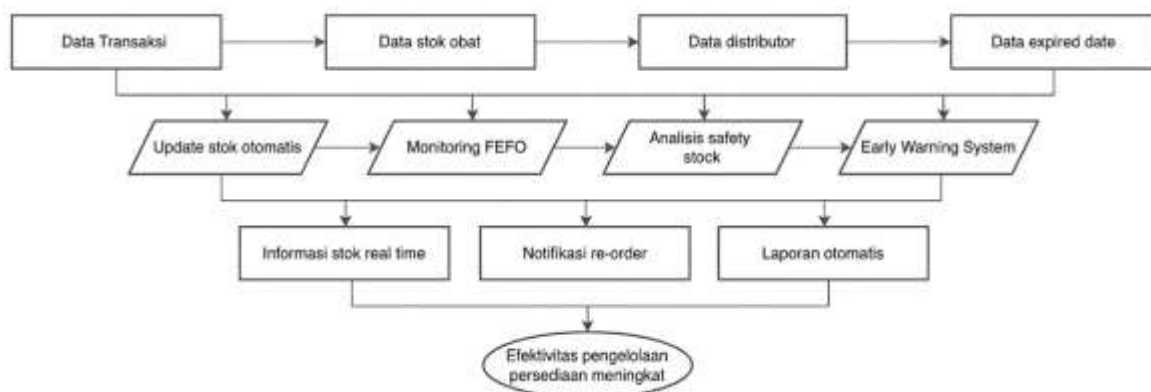 Data Transaksi
Data stok obat
Data distributor
Data expired date
Update stok otomatis
Monitoring FEFO
Analisis safety
stock
Early Warning System
Informasi stok real time
Notifikasi re-order
Laporan otomatis
Efektivitas pengelolaan
persediaan meningkat